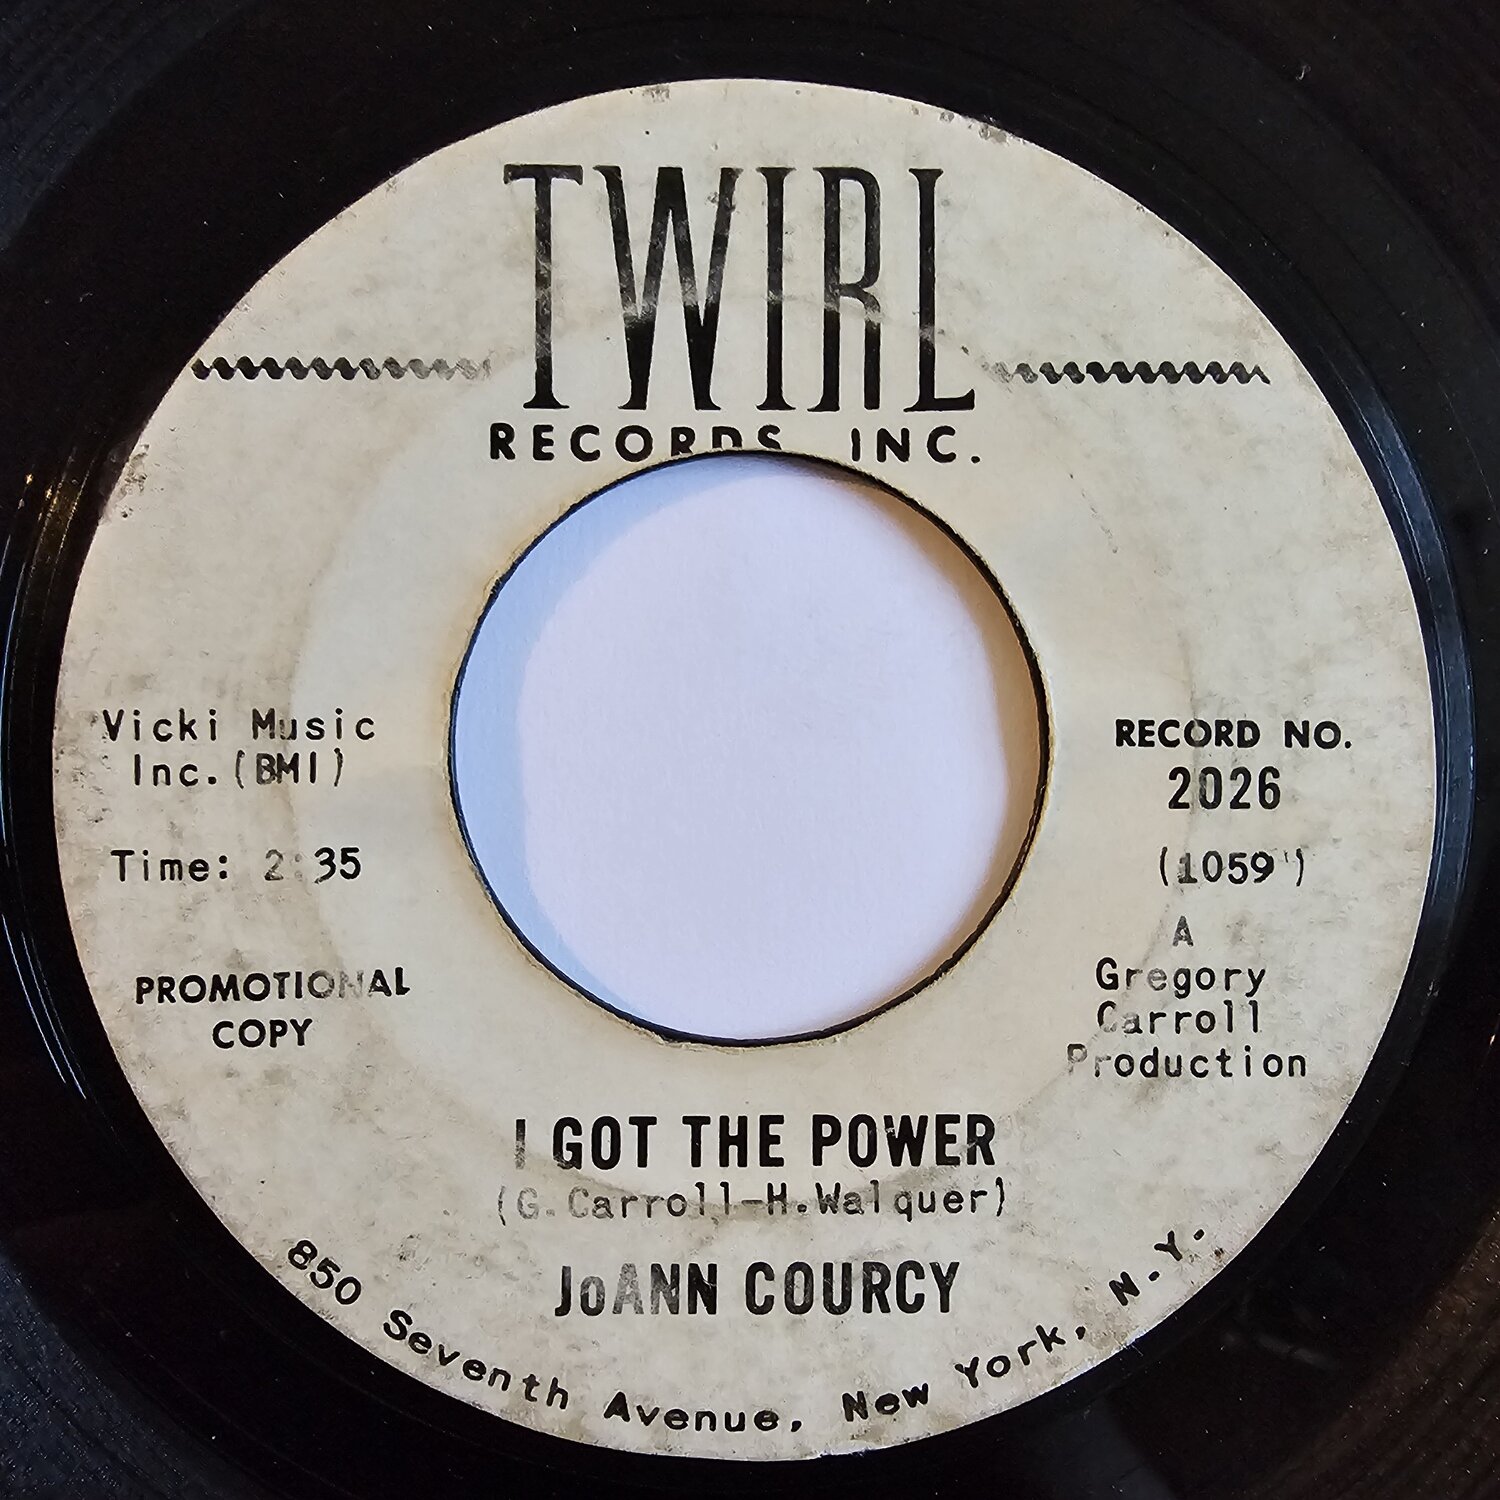 TWIRL
RECORDS INC.
Vicki Music
Inc. (BMI)
Time: 2:35
PROMOTIONAL
COPY
RECORD NO.
2026
(1059)
A
Gregory
Carroll
Production
I GOT THE POWER
(G. Carroll-H. Walquer)
JoANN COURCY
850 Seventh Avenue, New York, N.Y.